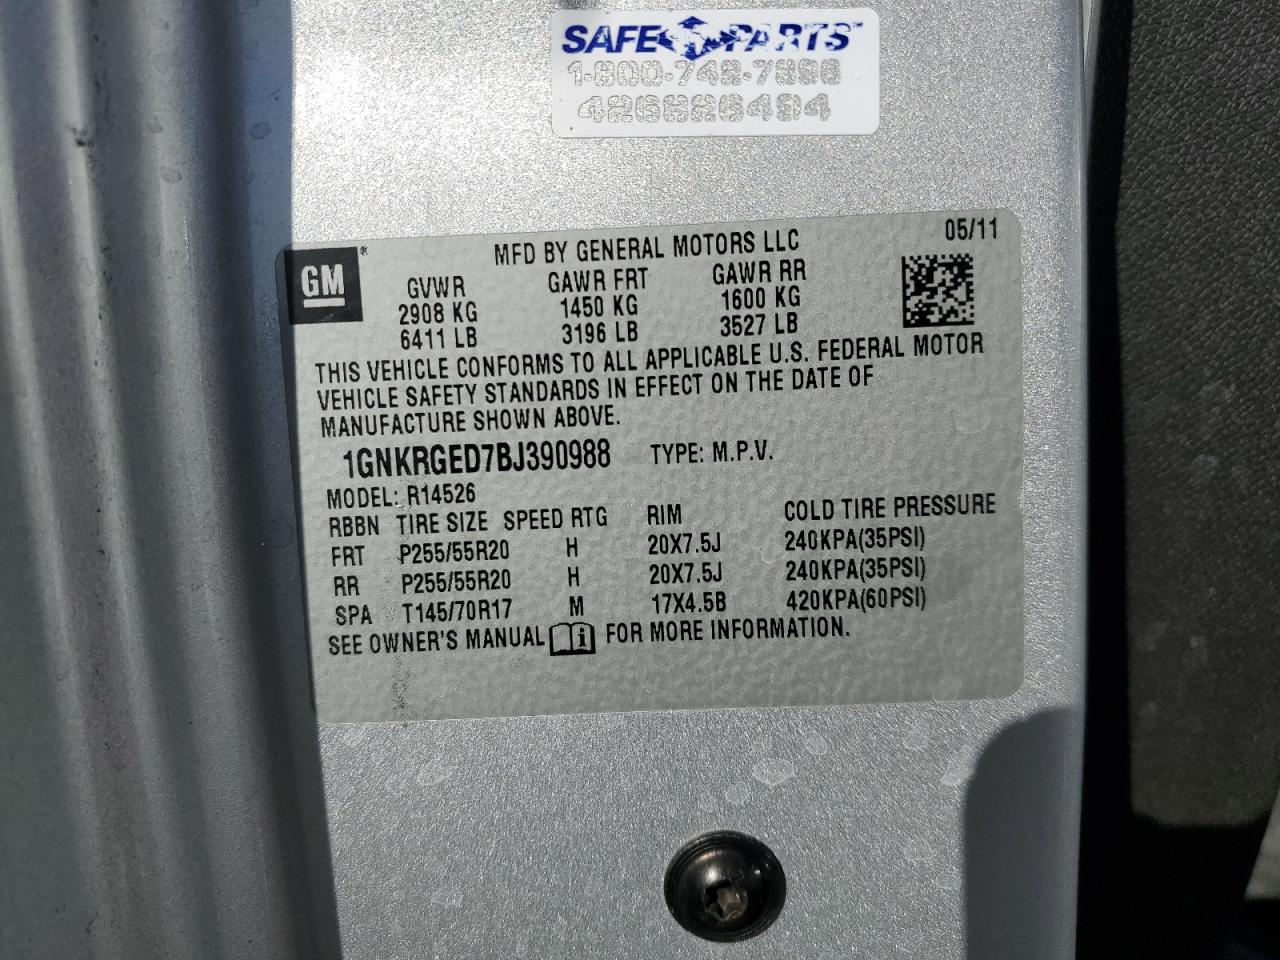 SAFE PARTS™
1-800-742-7896
GM®
MFD BY GENERAL MOTORS LLC 05/11
GVWR GAWR FRT GAWR RR
2908 KG 1450 KG 1600 KG
6411 LB 3196 LB 3527 LB
THIS VEHICLE CONFORMS TO ALL APPLICABLE U.S. FEDERAL MOTOR
VEHICLE SAFETY STANDARDS IN EFFECT ON THE DATE OF
MANUFACTURE SHOWN ABOVE.
1GNKRGED7BJ390988 TYPE: M.P.V.
MODEL: R14526
RBBN TIRE SIZE SPEED RTG RIM COLD TIRE PRESSURE
FRT P255/55R20 H 20X7.5J 240KPA(35PSI)
RR P255/55R20 H 20X7.5J 240KPA(35PSI)
SPA T145/70R17 M 17X4.5B 420KPA(60PSI)
SEE OWNER'S MANUAL FOR MORE INFORMATION.